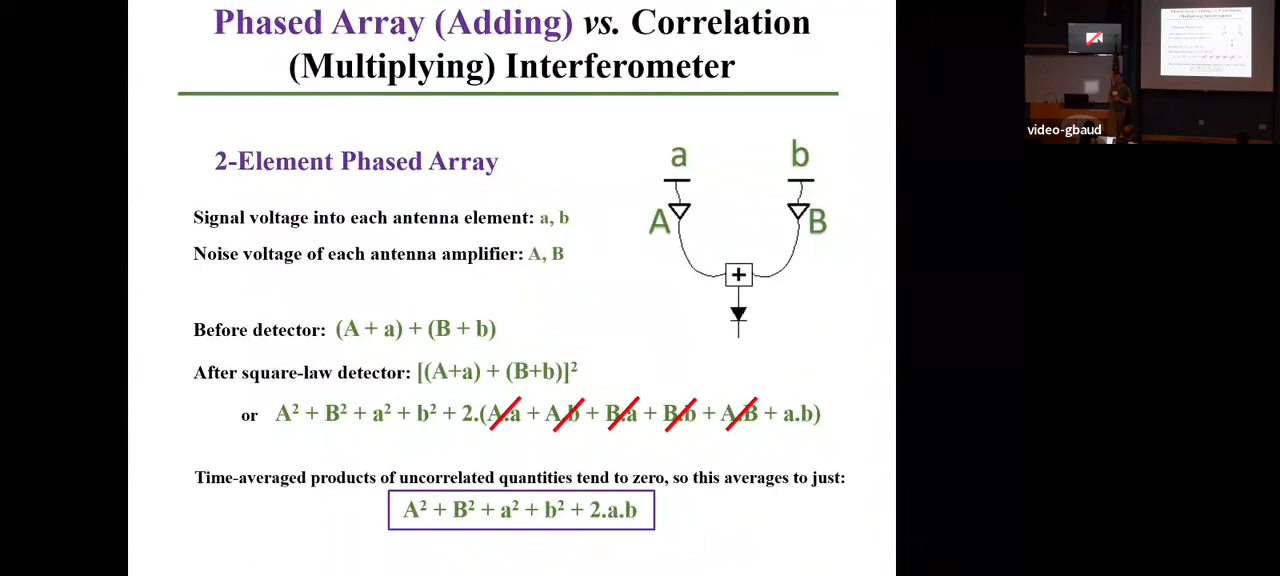 Phased Array (Adding) vs. Correlation
(Multiplying) Interferometer
2-Element Phased Array
a b
Signal voltage into each antenna element: a, b
A B
Noise voltage of each antenna amplifier: A, B
+
Before detector: (A + a) + (B + b)
After square-law detector: [(A+a) + (B+b)]²
or A² + B² + a² + b² + 2.(A.a + A.b + B.a + B.b + A.B + a.b)
Time-averaged products of uncorrelated quantities tend to zero, so this averages to just:
A² + B² + a² + b² + 2.a.b
video-gbaud